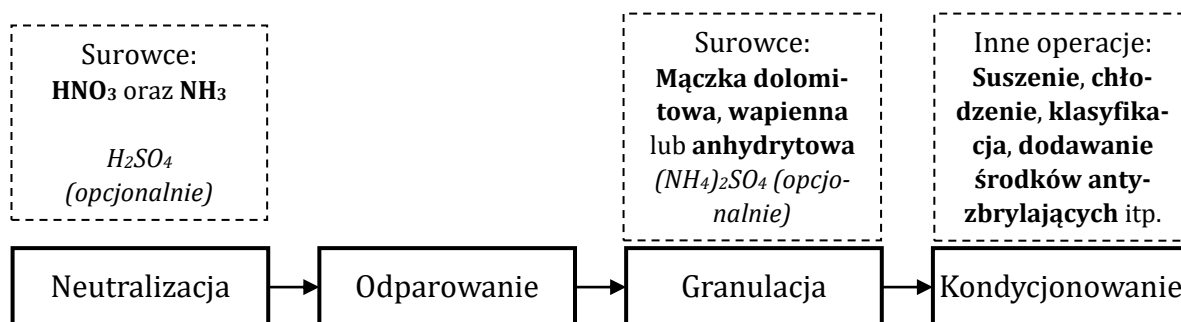 Surowce:
HNO₃ oraz NH₃
H₂SO₄
(opcjonalnie)
Surowce:
Mączka dolomi-
towa, wapienna
lub anhydrytowa
(NH₄)₂SO₄ (opcjo-
nalnie)
Inne operacje:
Suszenie, chło-
dzenie, klasyfika-
cja, dodawanie
środków anty-
zbrylających itp.
Neutralizacja
Odparowanie
Granulacja
Kondycjonowanie